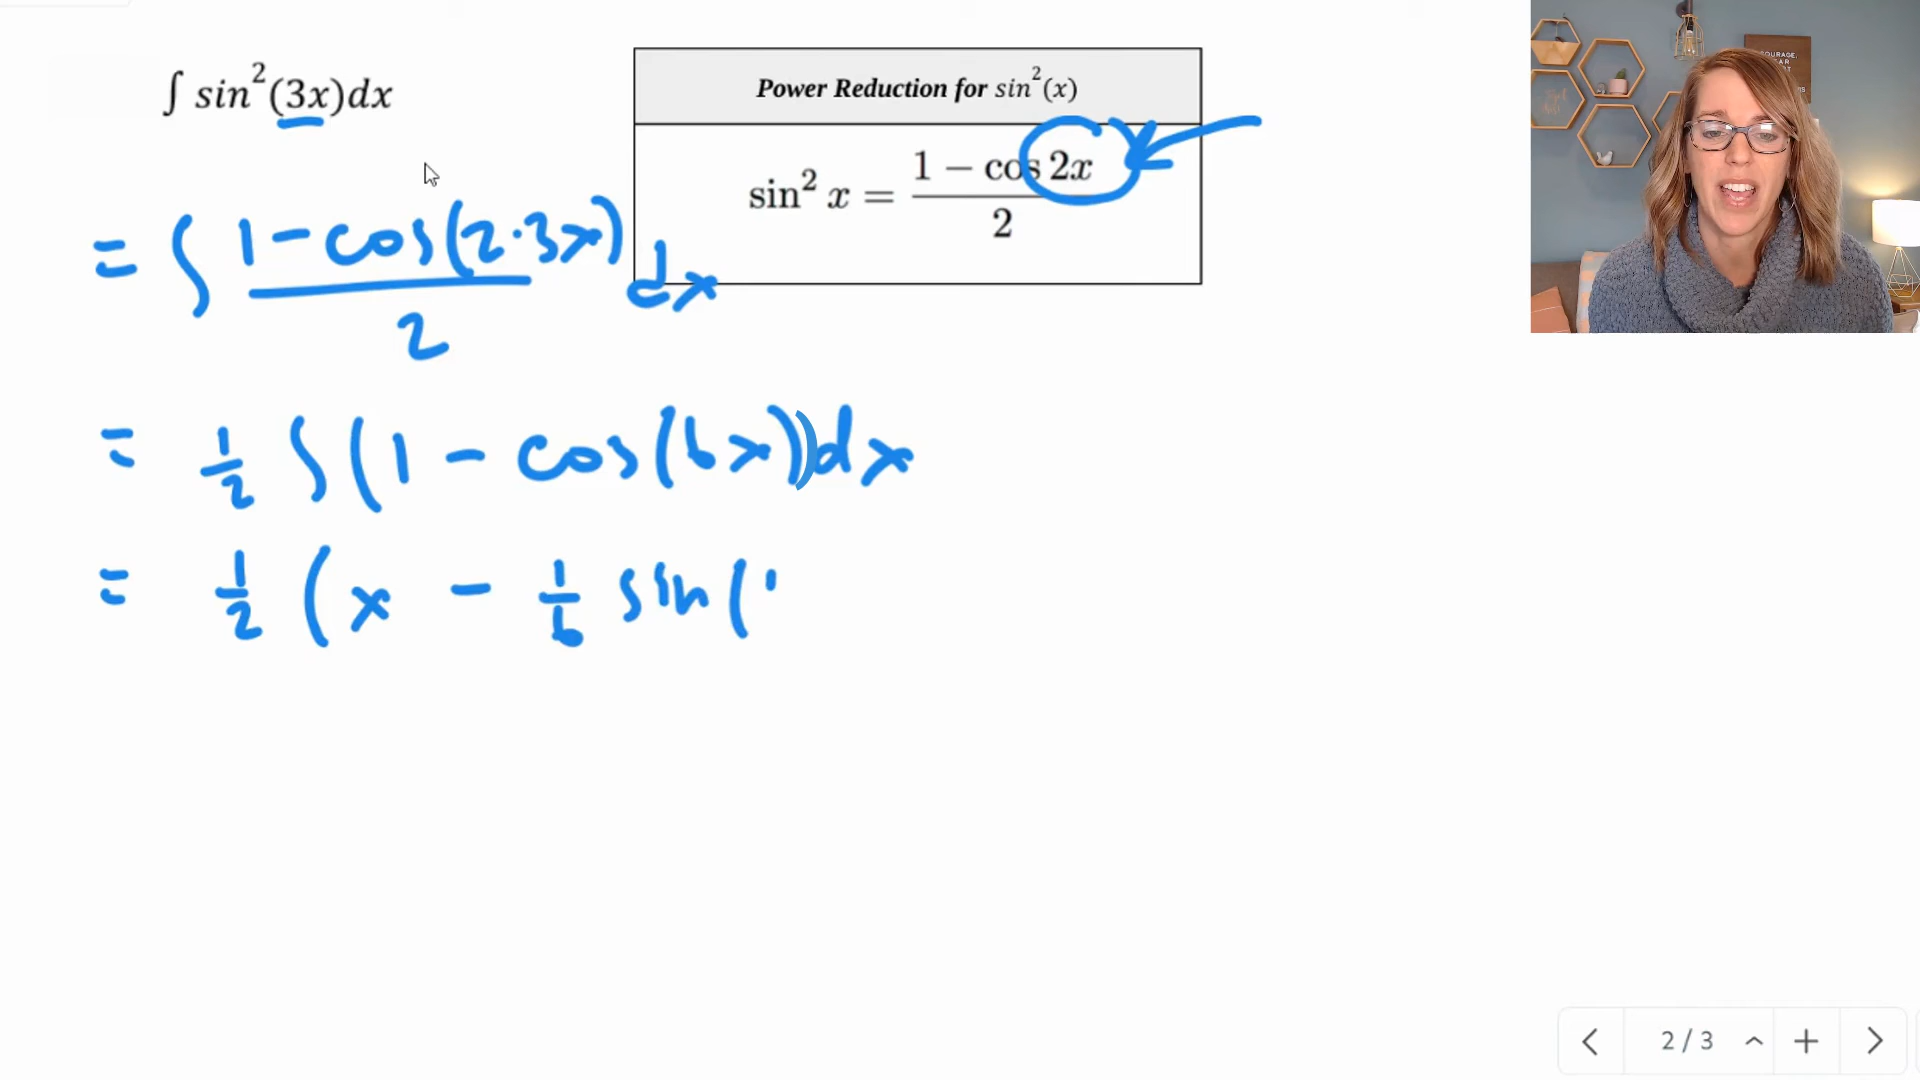 ∫ sin²(3x)dx
Power Reduction for sin²(x)
sin² x = (1 − cos 2x)/2
= ∫ (1 − cos(2·3x))/2 dx
= 1/2 ∫(1 − cos(6x))dx
= 1/2 (x − 1/6 sin(
COURAGE,
2 / 3